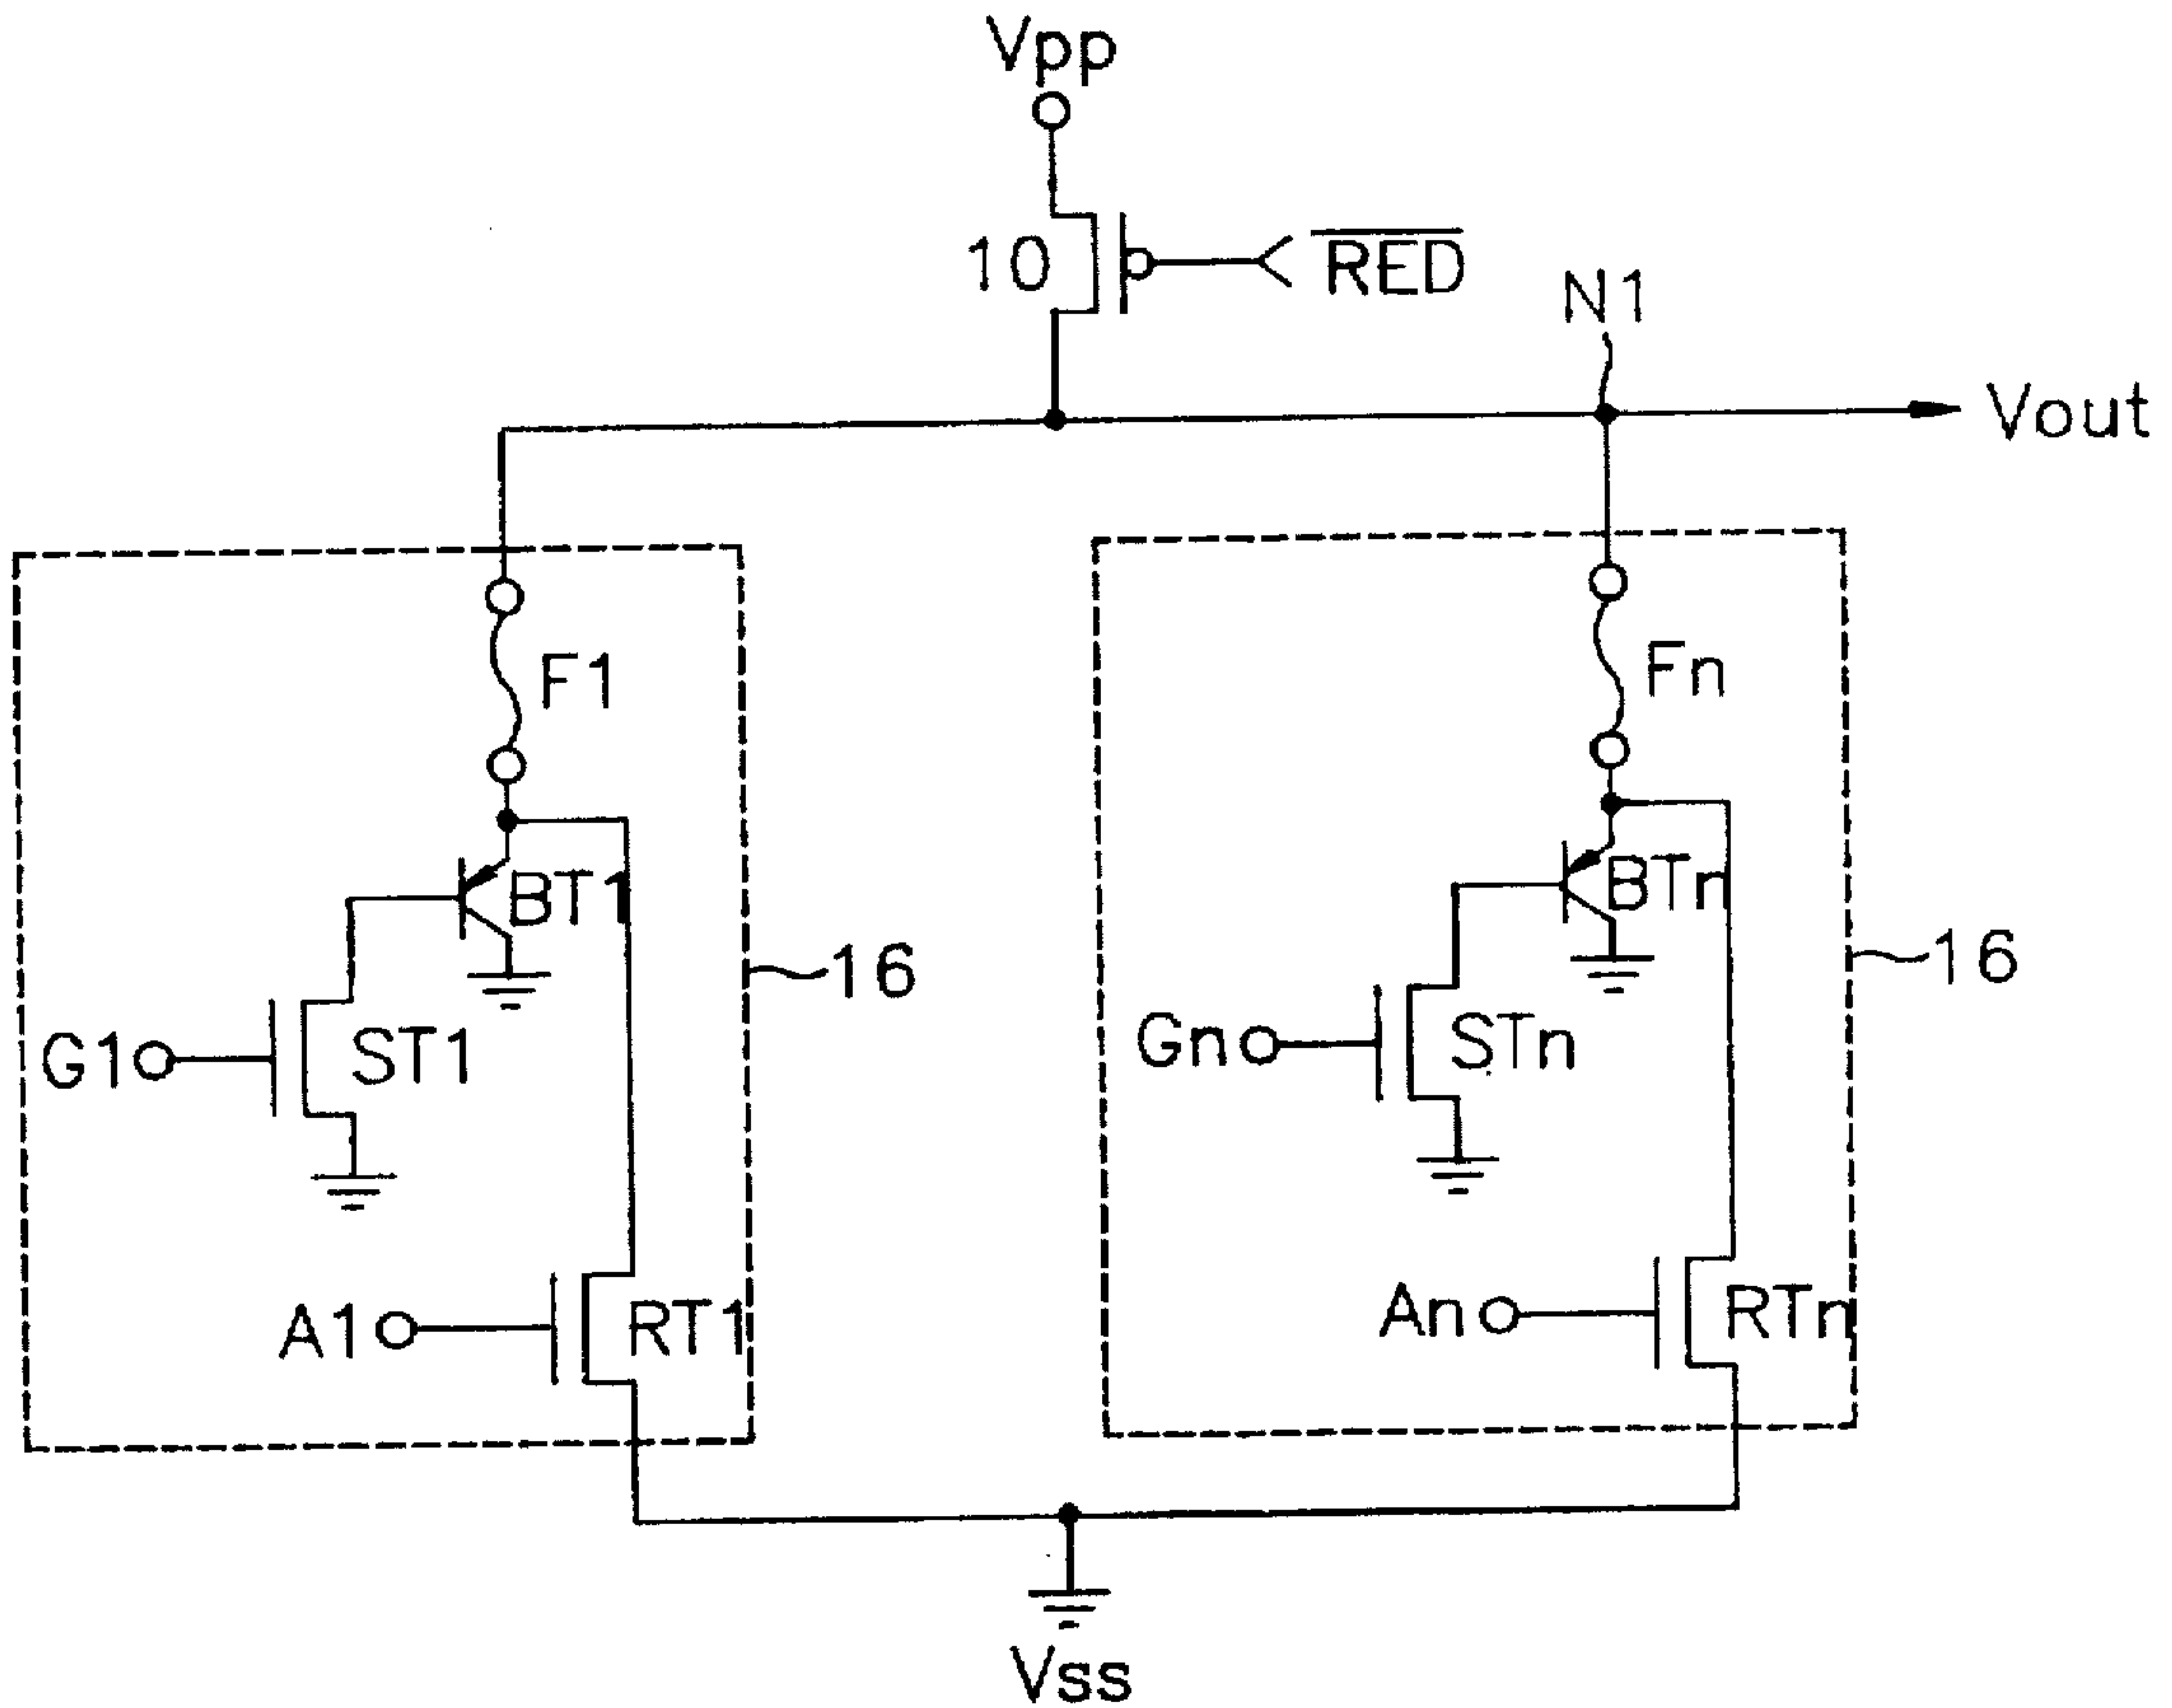 Vpp
10
RED
N1
Vout
F1
Fn
BT1
BTn
16
16
G1
ST1
Gn
STn
A1
RT1
An
RTn
Vss